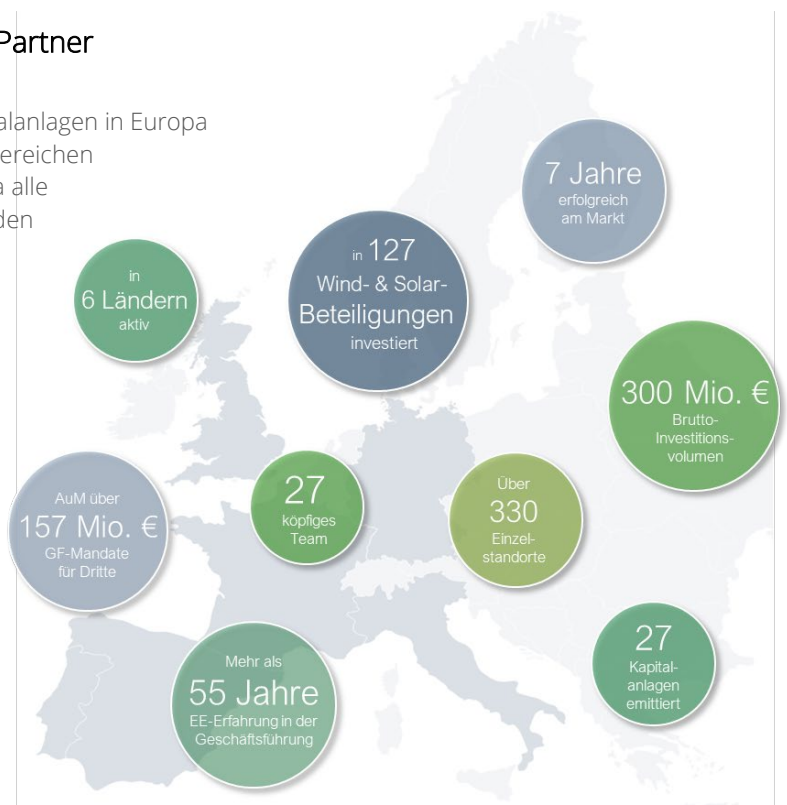 Partner
alanlagen in Europa
ereichen
alle
den
7 Jahre
erfolgreich
am Markt
in 127
Wind- & Solar-
Beteiligungen
investiert
in
6 Ländern
aktiv
300 Mio. €
Brutto-
Investitions-
volumen
27
köpfiges
Team
Über
330
Einzel-
standorte
AuM über
157 Mio. €
GF-Mandate
für Dritte
27
Kapital-
anlagen
emittiert
Mehr als
55 Jahre
EE-Erfahrung in der
Geschäftsführung